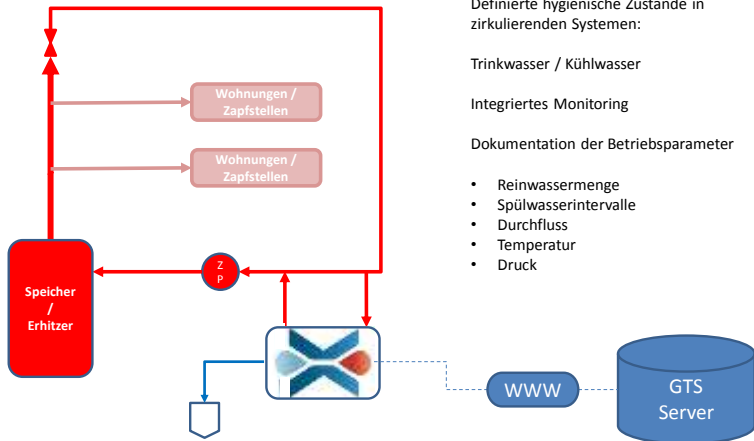 Definierte hygienische Zustände in
zirkulierenden Systemen:
Trinkwasser / Kühlwasser
Integriertes Monitoring
Dokumentation der Betriebsparameter
• Reinwassermenge
• Spülwasserintervalle
• Durchfluss
• Temperatur
• Druck
Wohnungen /
Zapfstellen
Wohnungen /
Zapfstellen
Speicher
/
Erhitzer
Z
P
WWW
GTS
Server